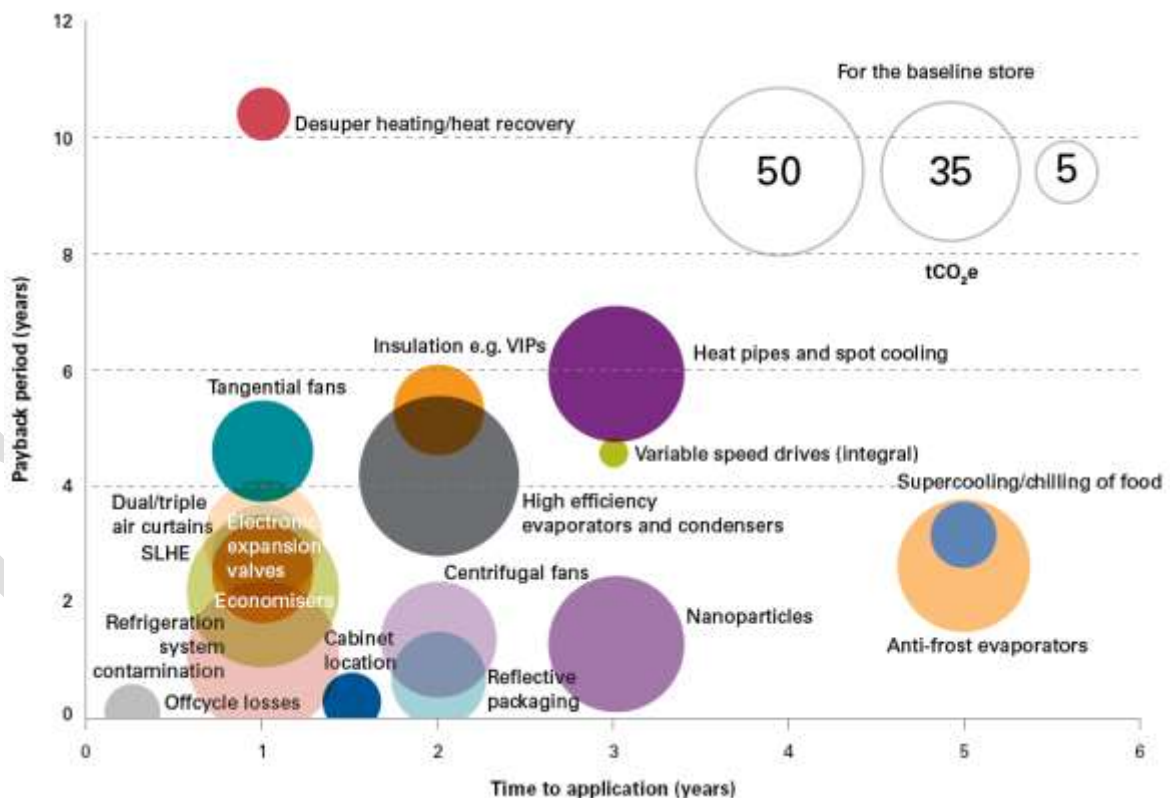 12
10
8
6
4
2
0
Payback period (years)
For the baseline store
50
35
5
tCO₂e
Desuper heating/heat recovery
Insulation e.g. VIPs
Heat pipes and spot cooling
Tangential fans
Variable speed drives (integral)
Supercooling/chilling of food
High efficiency
evaporators and condensers
Dual/triple
air curtains
SLHE
Electronic
expansion
valves
Economisers
Centrifugal fans
Nanoparticles
Anti-frost evaporators
Refrigeration
system
contamination
Cabinet
location
Reflective
packaging
Offcycle losses
0
1
2
3
4
5
6
Time to application (years)